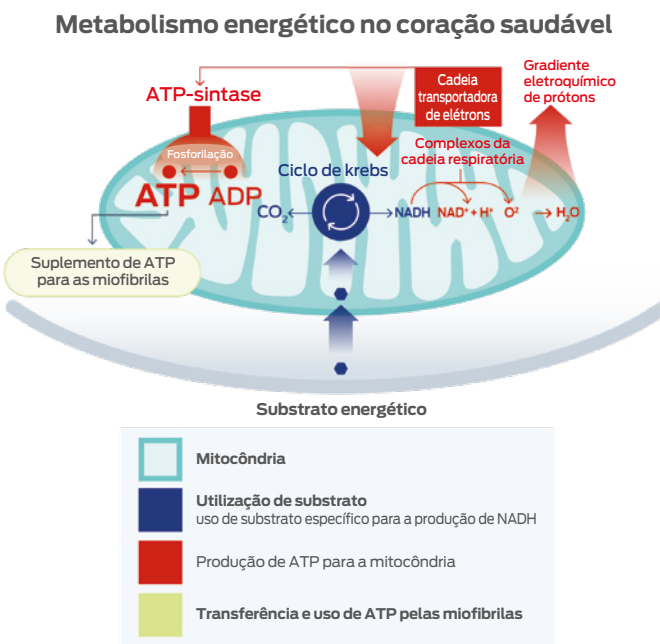 Metabolismo energético no coração saudável
ATP-sintase
Cadeia
transportadora
de elétrons
Gradiente
eletroquímico
de prótons
Fosforilação
ATP ADP
Complexos da
cadeia respiratória
Ciclo de krebs
CO₂
NADH NAD⁺ + H⁺ O² H₂O
Suplemento de ATP
para as miofibrilas
Substrato energético
Mitocôndria
Utilização de substrato
uso de substrato específico para a produção de NADH
Produção de ATP para a mitocôndria
Transferência e uso de ATP pelas miofibrilas